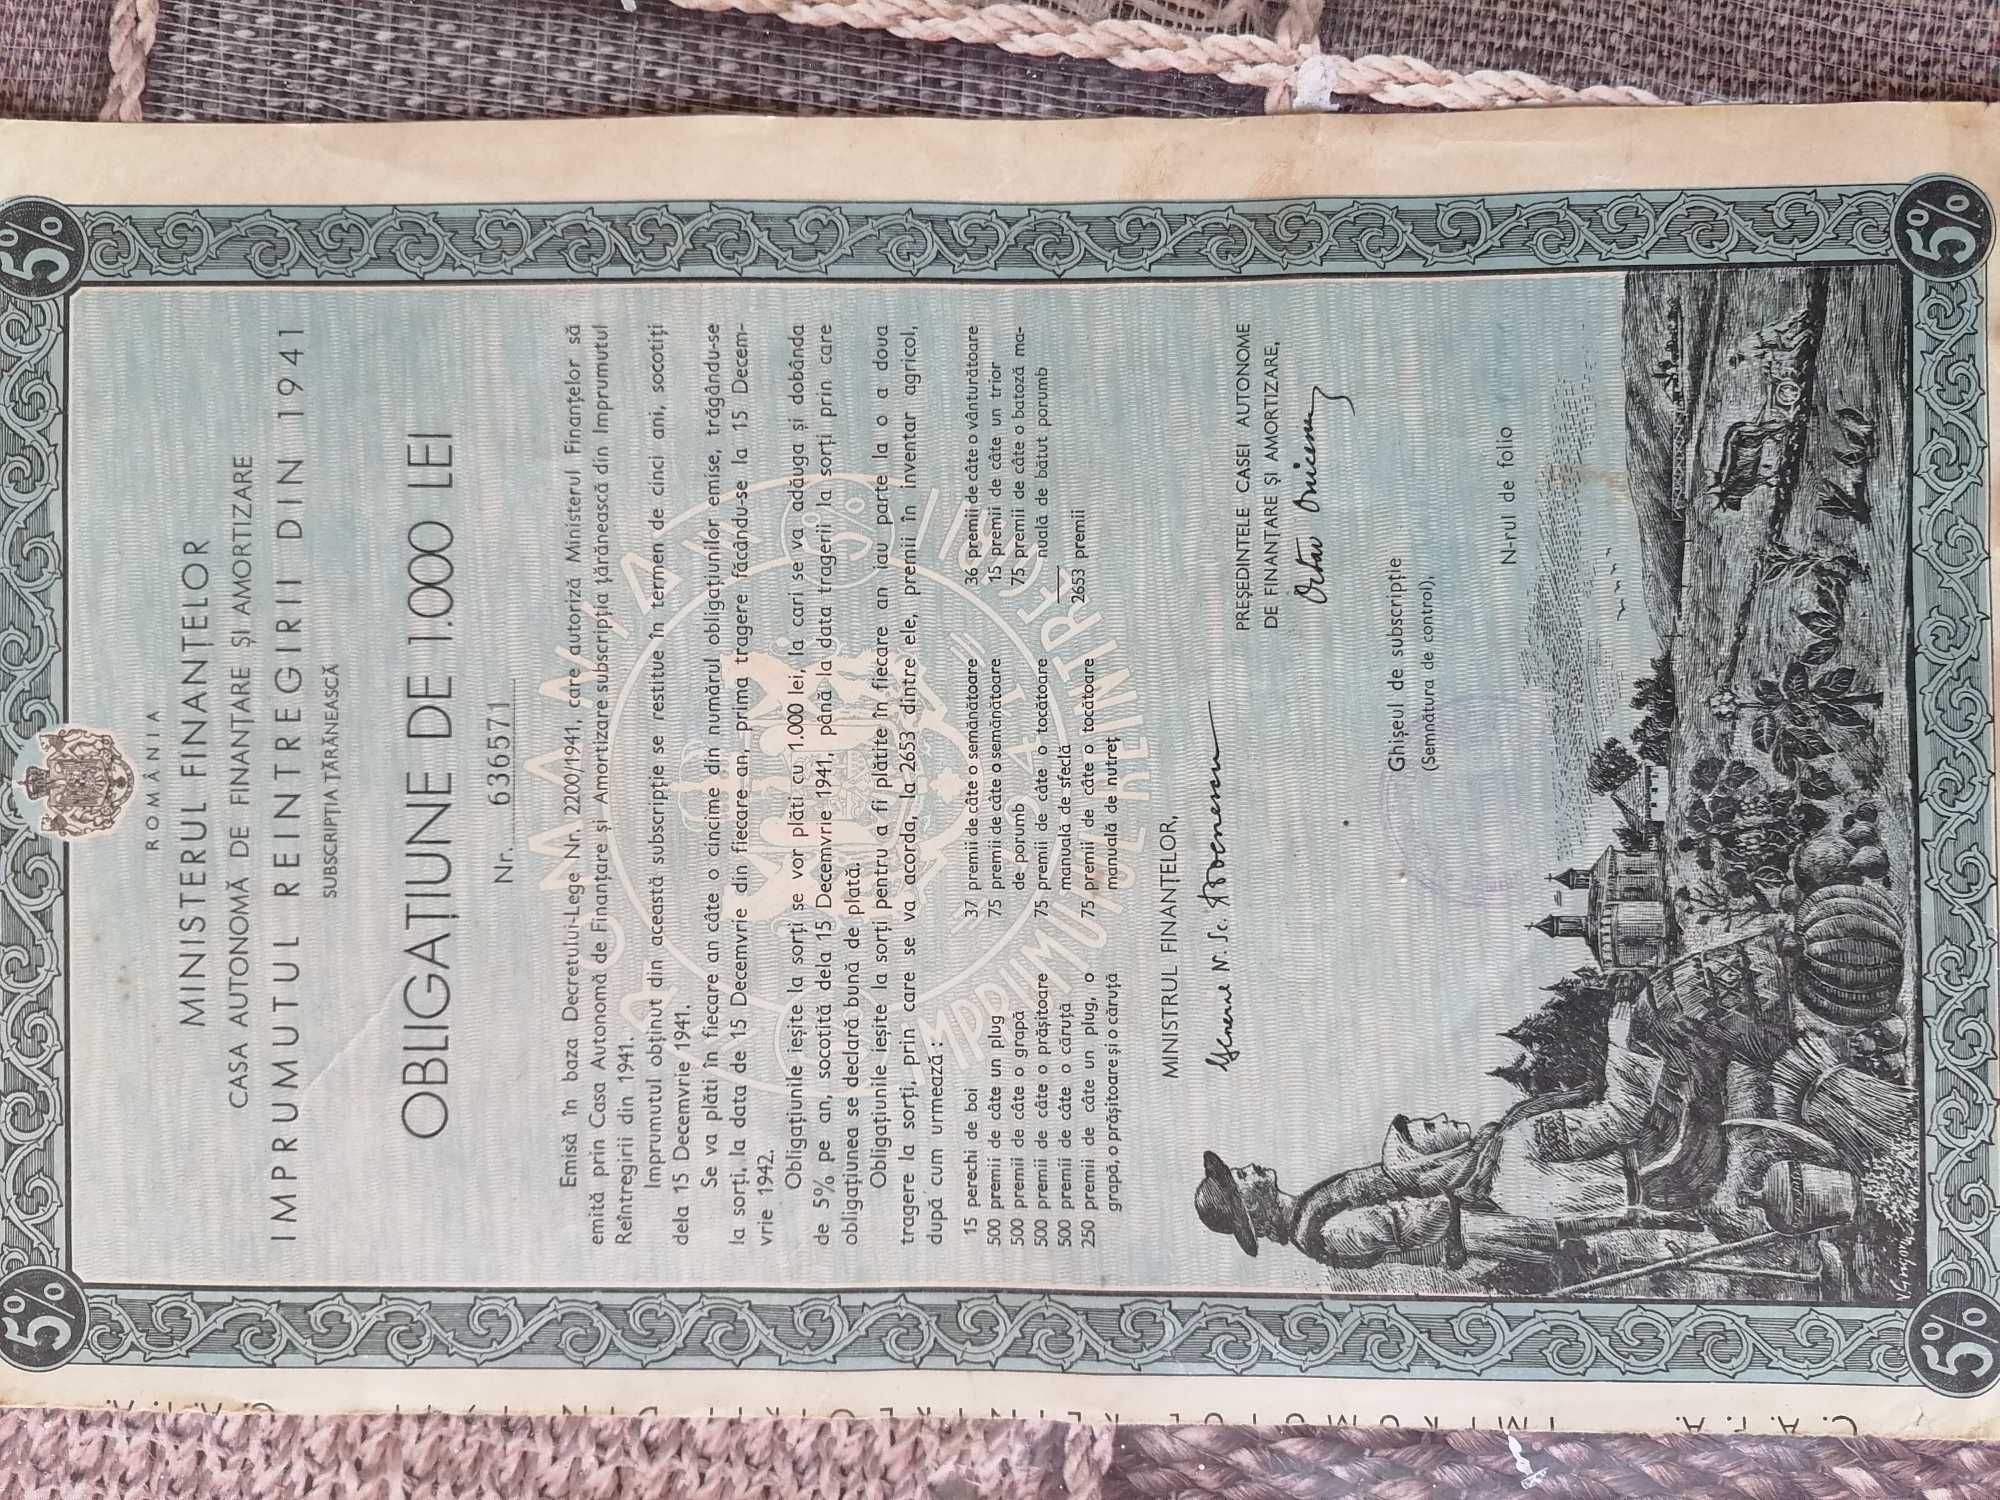 5%
5%
ROMÂNIA
MINISTERUL FINANȚELOR
CASA AUTONOMĂ DE FINANȚARE ȘI AMORTIZARE
IMPRUMUTUL REINTREGIRII DIN 1941
SUBSCRIPȚIA ȚĂRĂNEASCĂ
OBLIGAȚIUNE DE 1.000 LEI
Nr. 636571
Emisă în baza Decretului-Lege Nr. 2200/1941, care autoriză Ministerul Finanțelor să
emită prin Casa Autonomă de Finanțare și Amortizare subscripția țărănească din Imprumutul
Reîntregirii din 1941.
Imprumutul obținut din această subscripție se restitue în termen de cinci ani, socotiți
dela 15 Decemvrie 1941.
Se va plăti în fiecare an câte o cincime din numărul obligațiunilor emise, trăgându-se
la sorți, la data de 15 Decemvrie din fiecare an, prima tragere făcându-se la 15 Decem-
vrie 1942.
Obligațiunile ieșite la sorți se vor plăti cu 1.000 lei, la cari se va adăuga și dobânda
de 5% pe an, socotită dela 15 Decemvrie 1941, până la data tragerii la sorți prin care
obligațiunea se declară bună de plată.
Obligațiunile ieșite la sorți pentru a fi plătite în fiecare an iau parte la o a doua
tragere la sorți, prin care se va acorda, la 2653 dintre ele, premii în inventar agricol,
după cum urmează:
15 perechi de boi
500 premii de câte un plug
500 premii de câte o grapă
500 premii de câte o prășitoare
500 premii de câte o căruță
250 premii de câte un plug, o
grapă, o prășitoare și o căruță
37 premii de câte o semănătoare
75 premii de câte o semănătoare
de porumb
75 premii de câte o tocătoare
manuală de sfeclă
75 premii de câte o tocătoare
manuală de nutreț
36 premii de câte o vânturătoare
15 premii de câte un trior
75 premii de câte o batoză ma-
nuală de bătut porumb
2653 premii
ROMANIA
5%
1941
IMPRUMUTUL REINTREGIRII
MINISTRUL FINANȚELOR,
PREȘEDINTELE CASEI AUTONOME
DE FINANȚARE ȘI AMORTIZARE,
Ghișeul de subscripție
(Semnătura de control),
N-rul de folio
5%
5%
C. A. F. A.